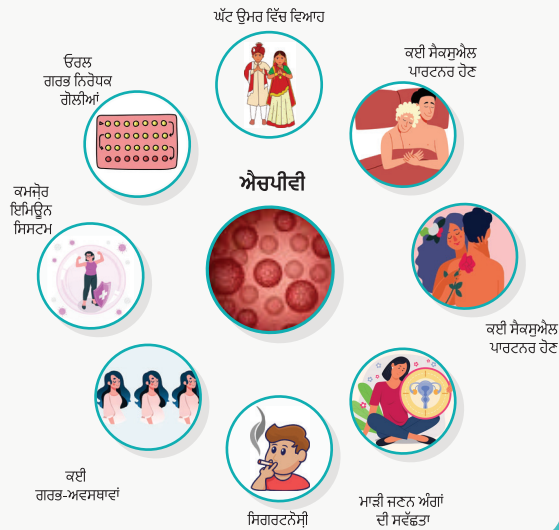 ਘੱਟ ਉਮਰ ਵਿੱਚ ਵਿਆਹ
ਕਈ ਸੈਕਸੁਐਲ
ਪਾਰਟਨਰ ਹੋਣ
ਓਰਲ
ਗਰਭ ਨਿਰੋਧਕ
ਗੋਲੀਆਂ
ਐਚਪੀਵੀ
ਕਮਜ਼ੋਰ
ਇਮਿਊਨ
ਸਿਸਟਮ
ਕਈ ਸੈਕਸੁਐਲ
ਪਾਰਟਨਰ ਹੋਣ
ਕਈ
ਗਰਭ-ਅਵਸਥਾਵਾਂ
ਸਿਗਰਟਨੋਸ਼ੀ
ਮਾੜੀ ਜਣਨ ਅੰਗਾਂ
ਦੀ ਸਵੱਛਤਾ